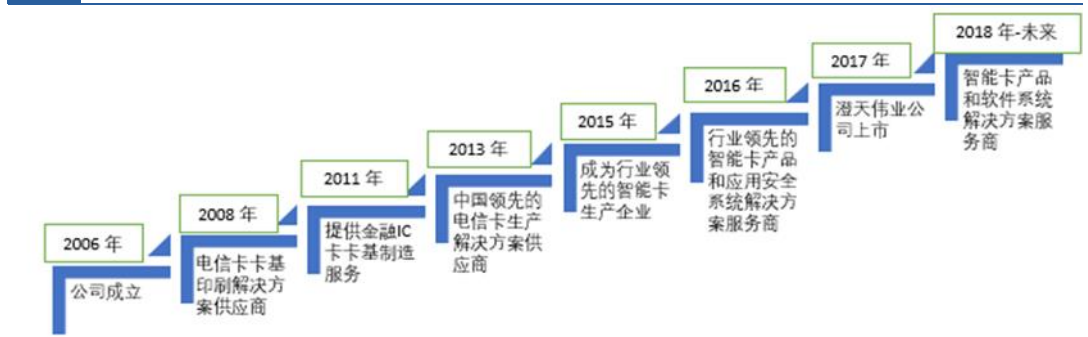 2006 年
公司成立
2008 年
电信卡卡基
印刷解决方
案供应商
2011 年
提供金融IC
卡卡基制造
服务
2013 年
中国领先的
电信卡生产
解决方案供
应商
2015 年
成为行业领
先的智能卡
生产企业
2016 年
行业领先的
智能卡产品
和应用安全
系统解决方
案服务商
2017 年
澄天伟业公
司上市
2018 年-未来
智能卡产品
和软件系统
解决方案服
务商